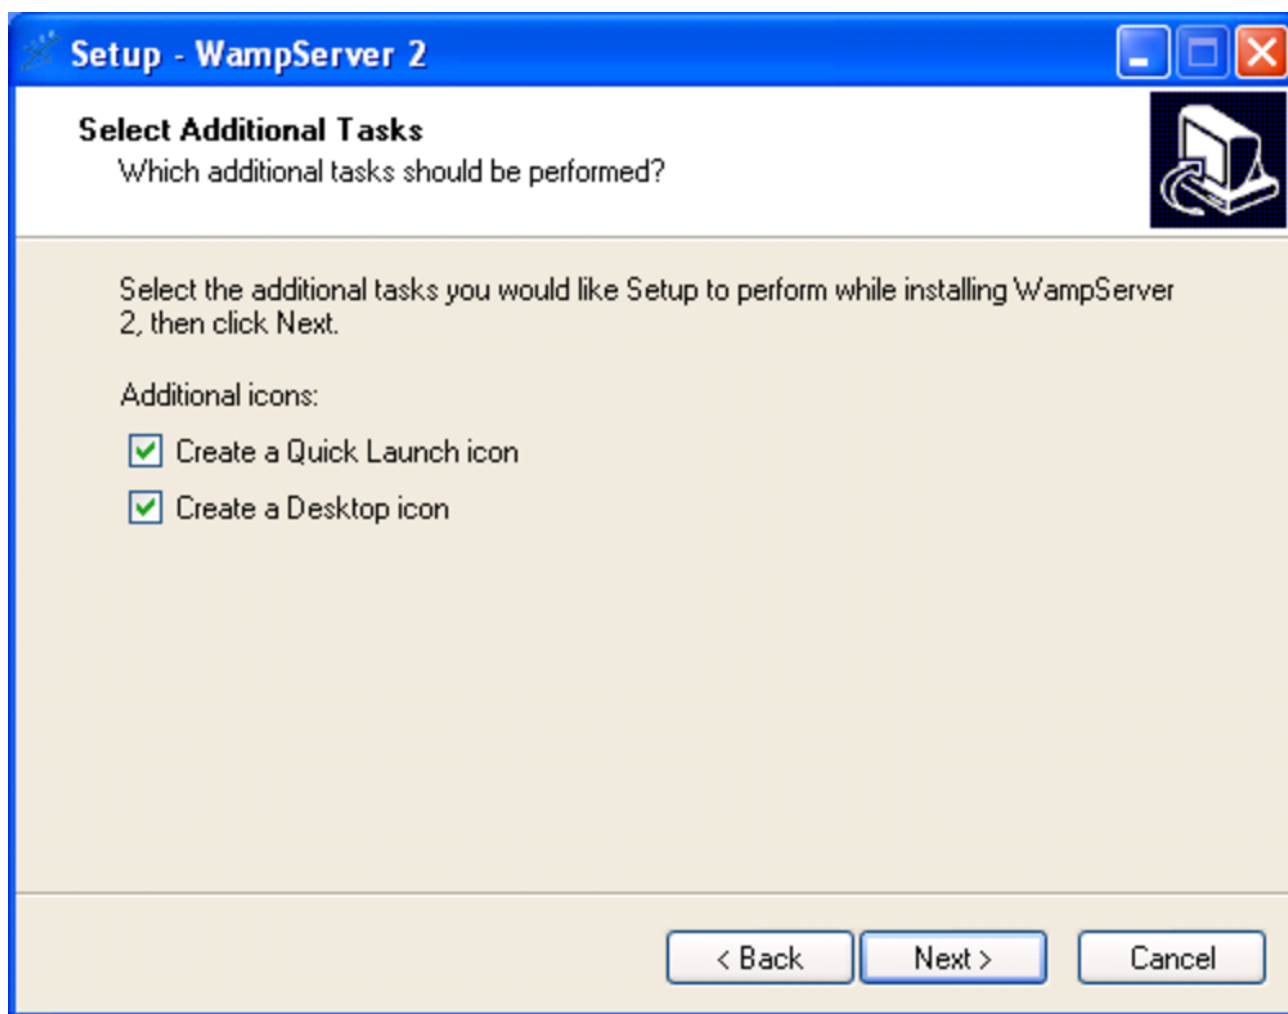 Setup - WampServer 2
Select Additional Tasks
Which additional tasks should be performed?
Select the additional tasks you would like Setup to perform while installing WampServer
2, then click Next.
Additional icons:
Create a Quick Launch icon
Create a Desktop icon
< Back Next > Cancel